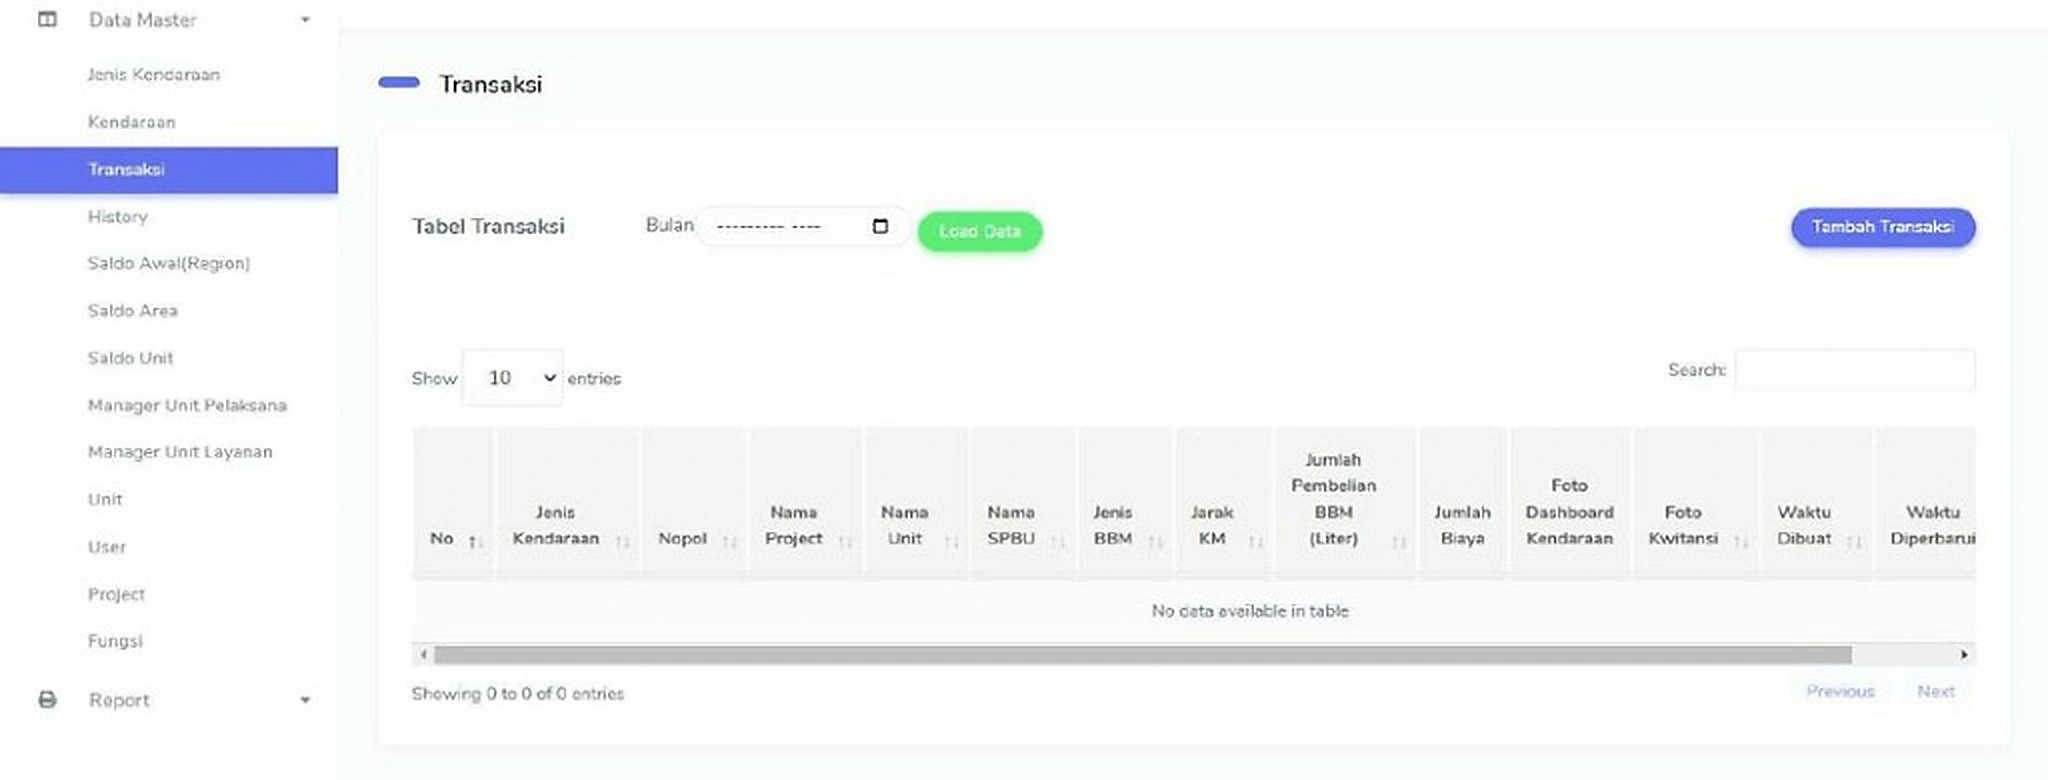 Data Master
Jenis Kendaraan
Kendaraan
Transaksi
History
Saldo Awal(Region)
Saldo Area
Saldo Unit
Manager Unit Pelaksana
Manager Unit Layanan
Unit
User
Project
Fungsi
Report
Transaksi
Tabel Transaksi
Bulan --------- ----
Load Data
Tambah Transaksi
Show 10 entries
Search:
No
Jenis
Kendaraan
Nopol
Nama
Project
Nama
Unit
Nama
SPBU
Jenis
BBM
Jarak
KM
Jumlah
Pembelian
BBM
(Liter)
Jumlah
Biaya
Foto
Dashboard
Kendaraan
Foto
Kwitansi
Waktu
Dibuat
Waktu
Diperbarui
No data available in table
Showing 0 to 0 of 0 entries
Previous
Next